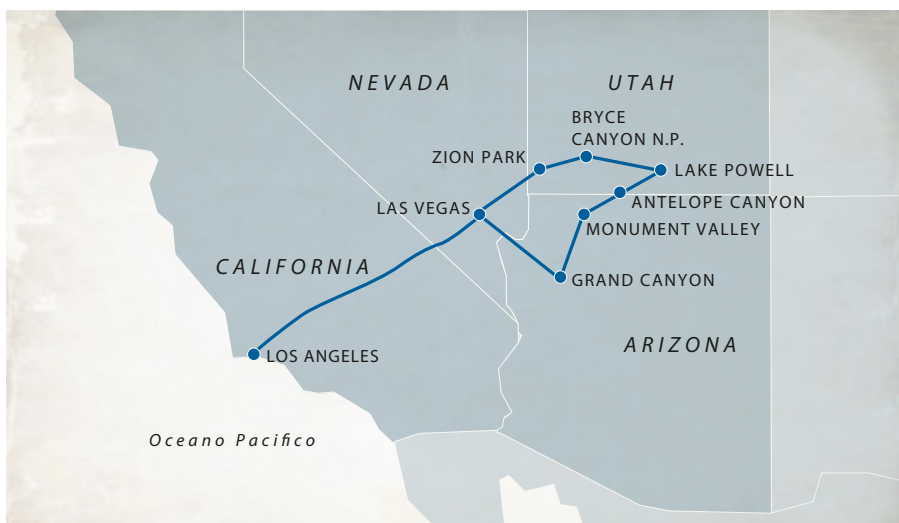 NEVADA
UTAH
BRYCE
CANYON N.P.
ZION PARK
LAKE POWELL
ANTELOPE CANYON
LAS VEGAS
MONUMENT VALLEY
CALIFORNIA
GRAND CANYON
ARIZONA
LOS ANGELES
Oceano Pacifico